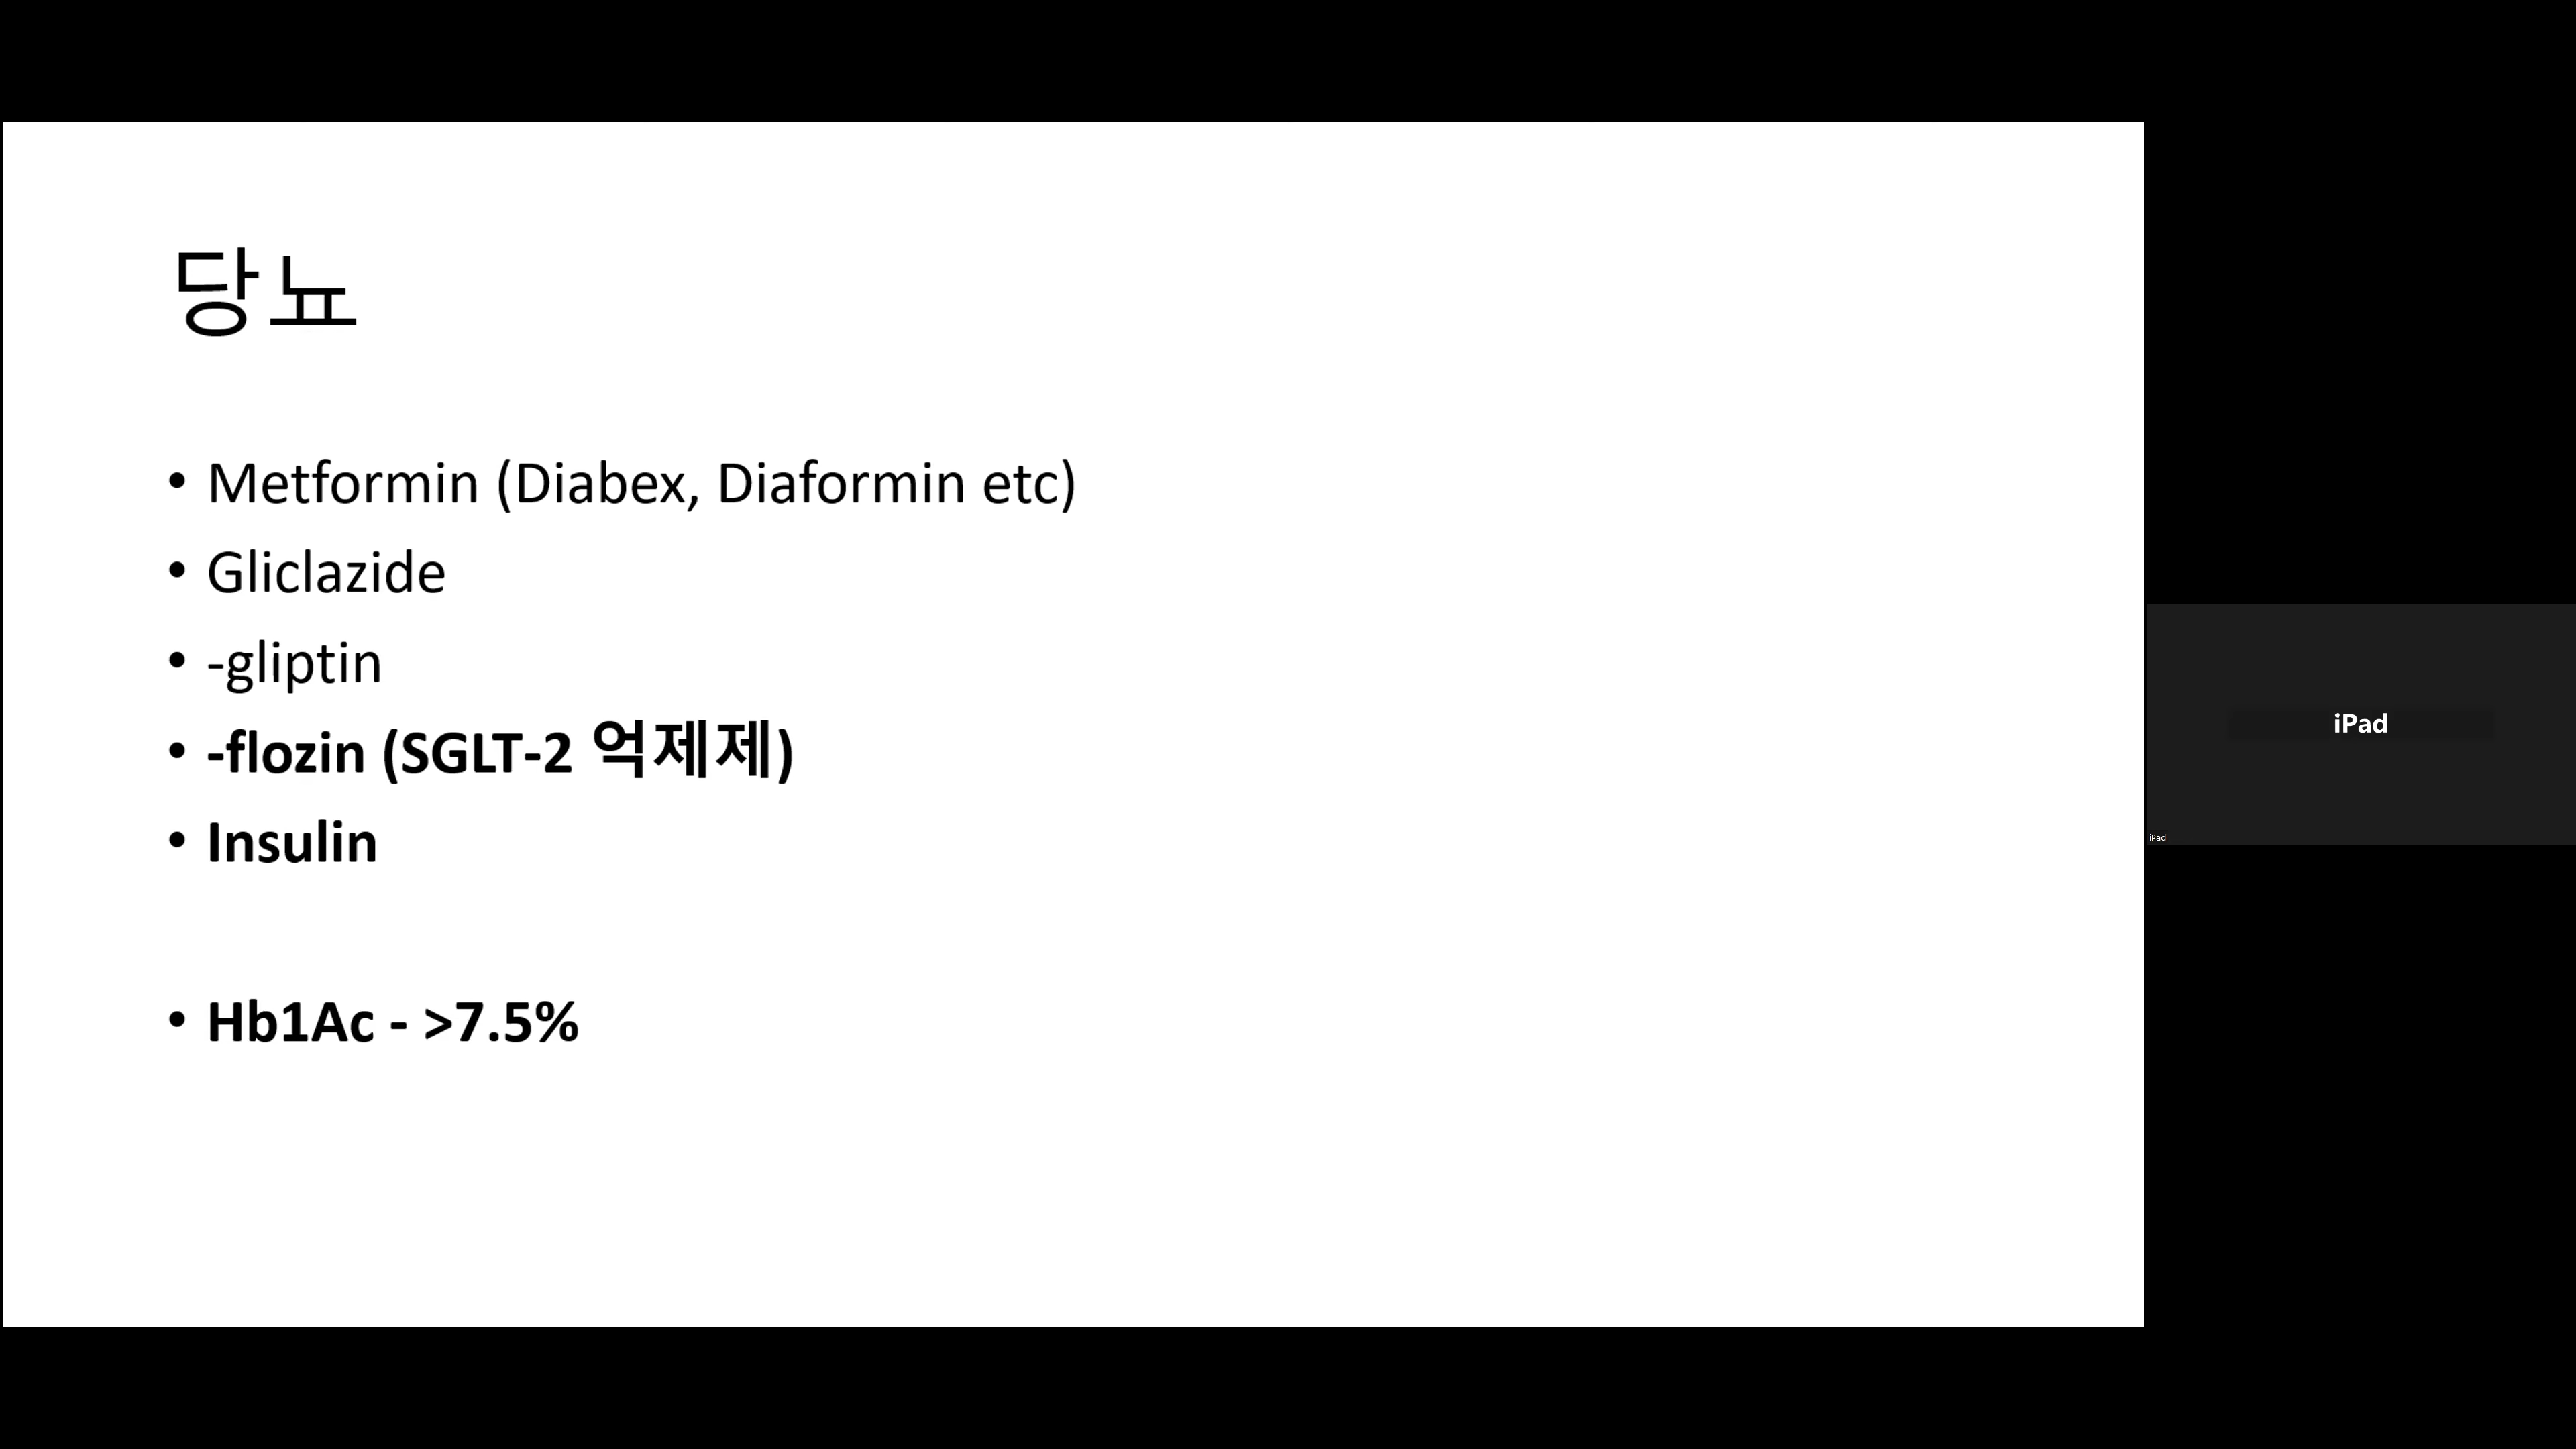 당뇨
• Metformin (Diabex, Diaformin etc)
• Gliclazide
• -gliptin
• -flozin (SGLT-2 억제제)
• Insulin
• Hb1Ac - >7.5%
iPad
iPad